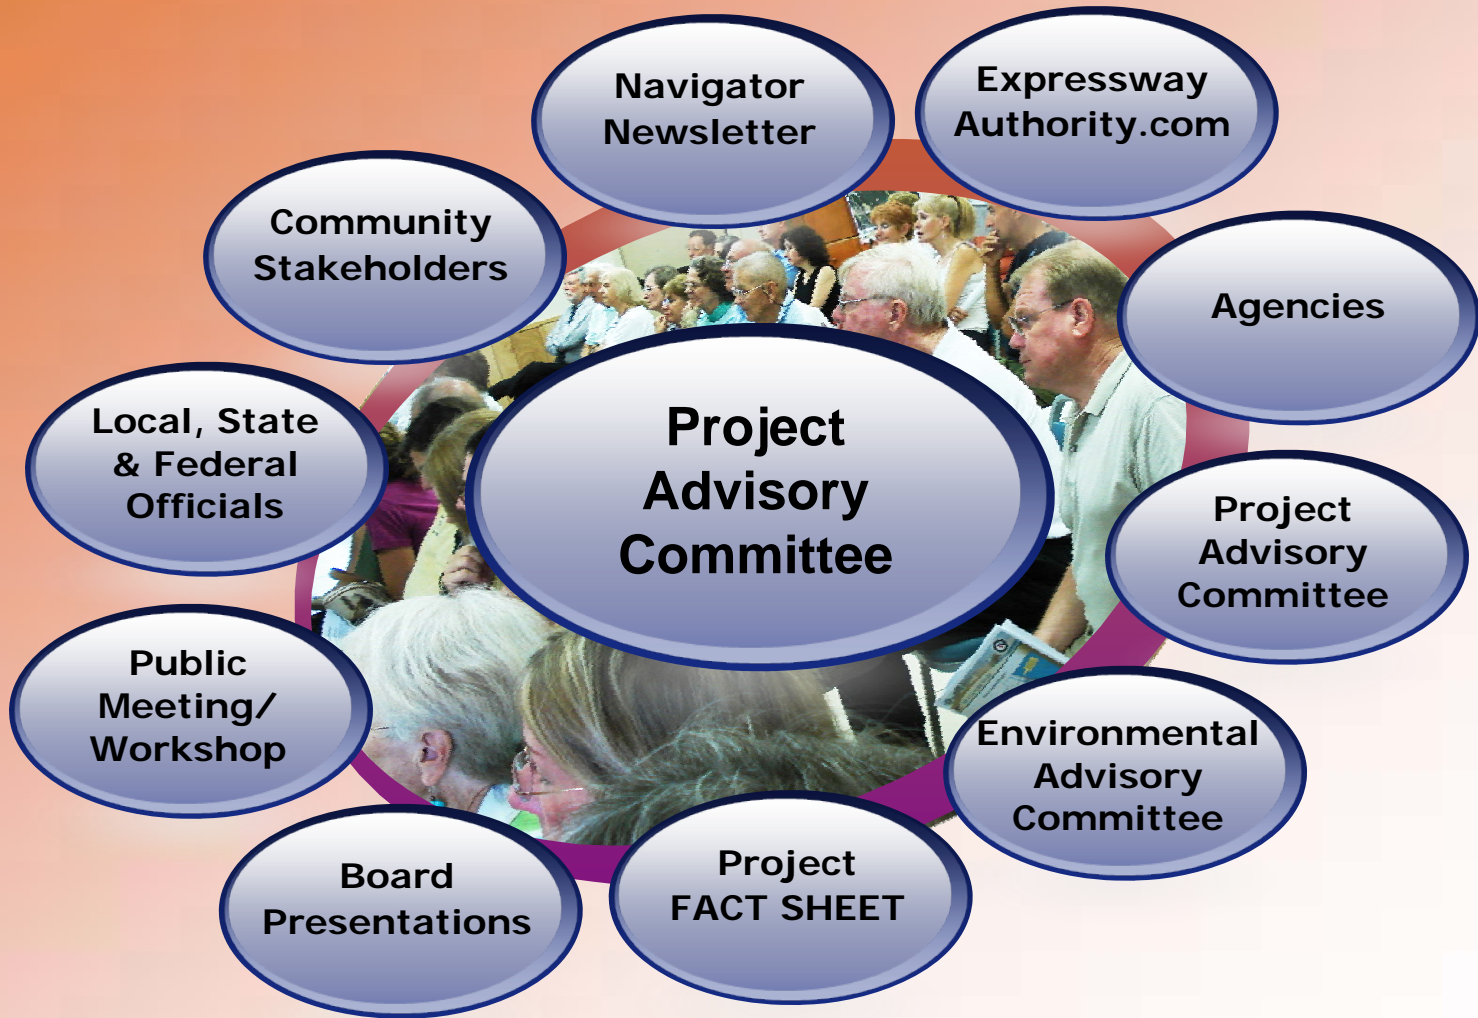 Navigator
Newsletter
Expressway
Authority.com
Community
Stakeholders
Agencies
Local, State
& Federal
Officials
Project
Advisory
Committee
Project
Advisory
Committee
Public
Meeting/
Workshop
Environmental
Advisory
Committee
Board
Presentations
Project
FACT SHEET